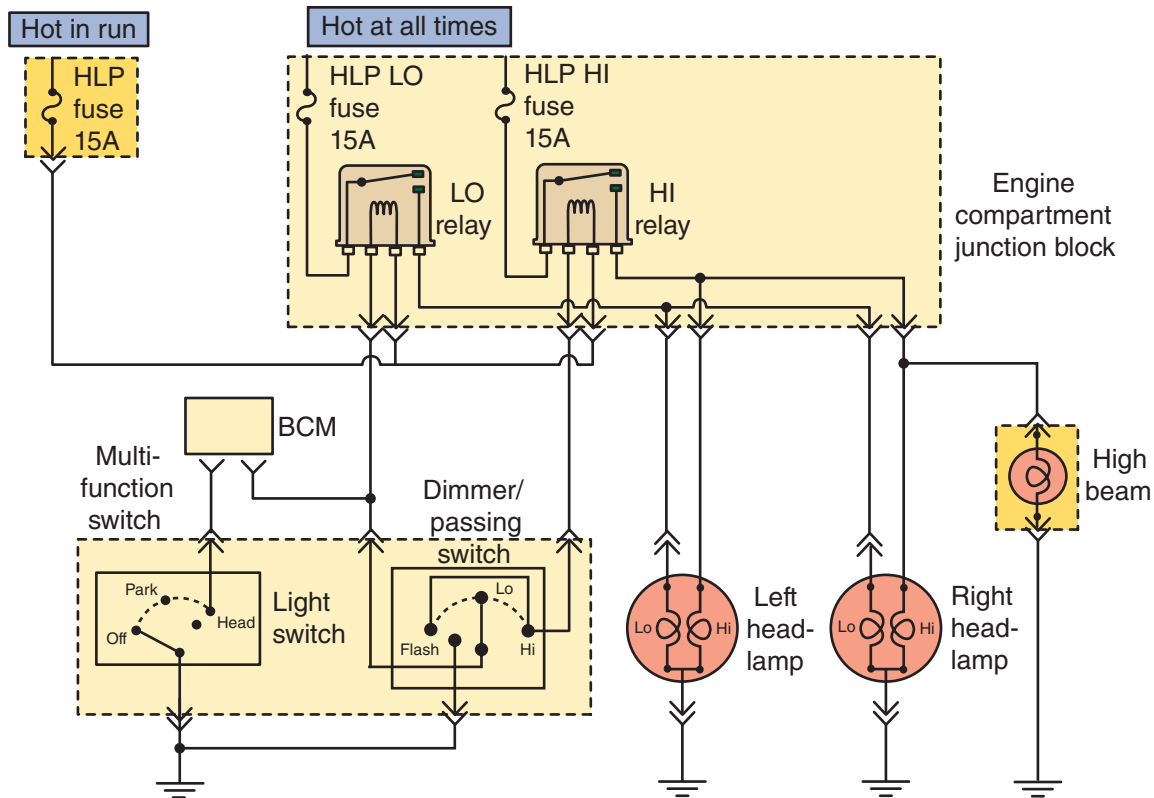 Hot in run
Hot at all times
HLP
fuse
15A
HLP LO
fuse
15A
HLP HI
fuse
15A
LO
relay
HI
relay
Engine
compartment
junction block
BCM
Multi-
function
switch
Dimmer/
passing
switch
High
beam
Park
Off
Head
Light
switch
Lo
Flash
Hi
Lo
Hi
Left
head-
lamp
Lo
Hi
Right
head-
lamp